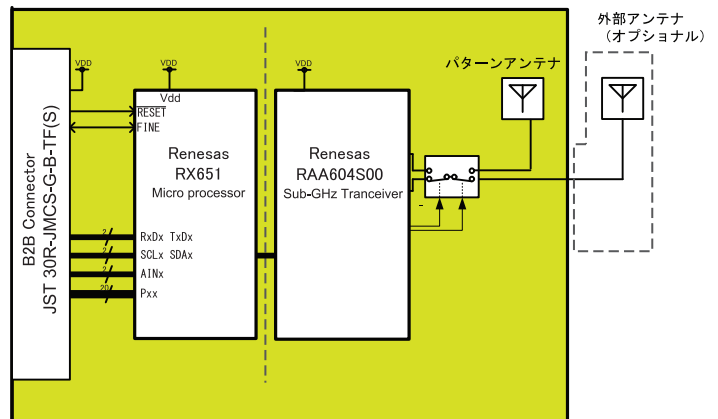 外部アンテナ
（オプショナル）
パターンアンテナ
VDD
VDD
VDD
B2B Connector
JST 30R-JMCS-G-B-TF(S)
Vdd
RESET
FINE
Renesas
RX651
Micro processor
Renesas
RAA604S00
Sub-GHz Tranceiver
2
RxDx TxDx
2
SCLx SDAx
2
AINx
20
Pxx